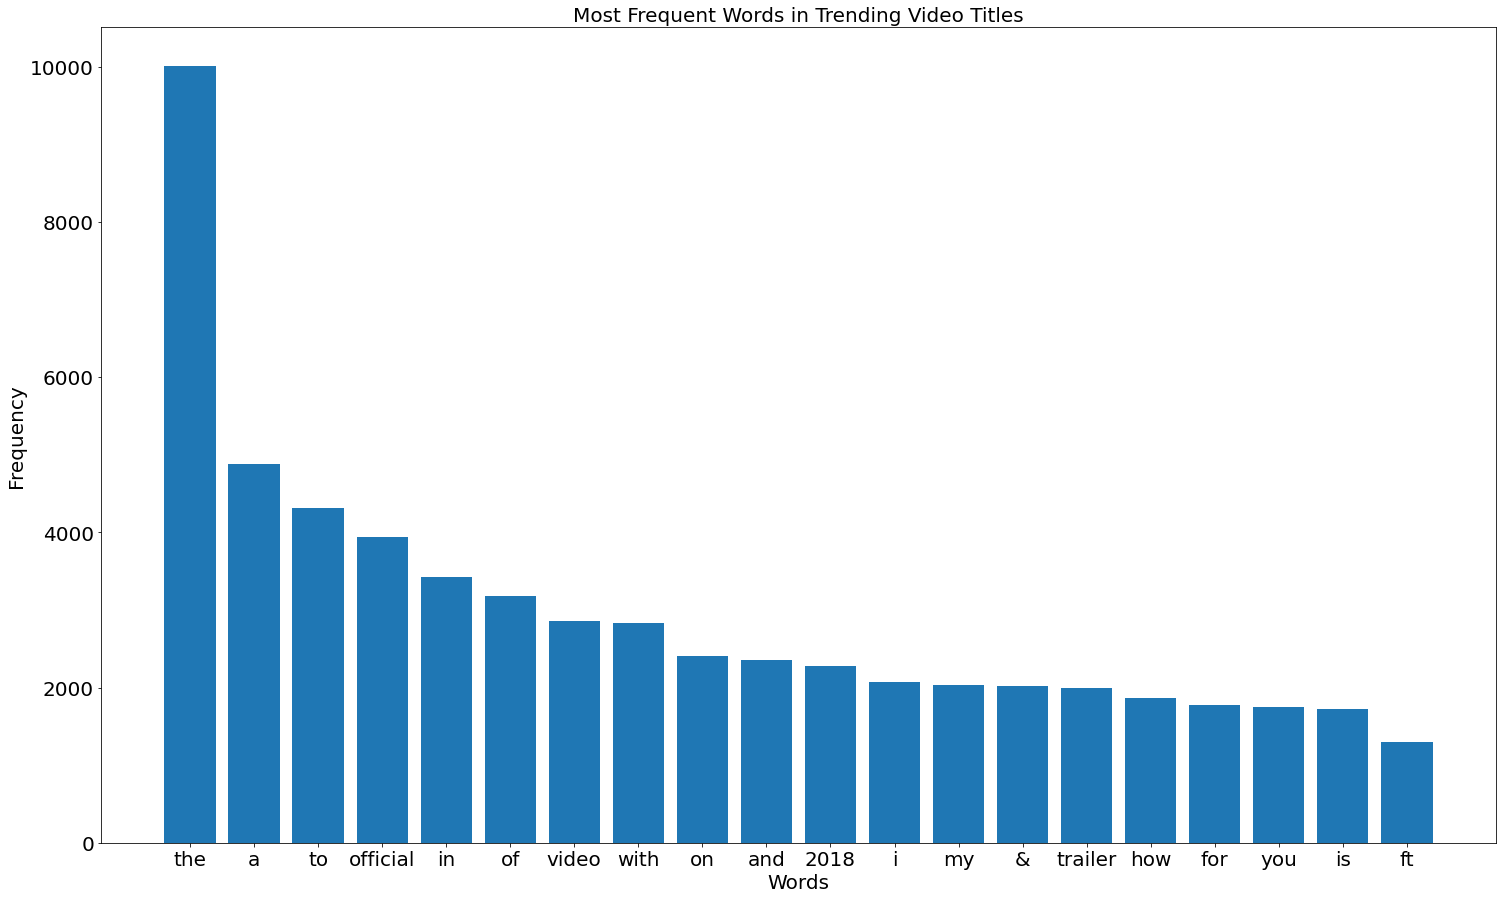 Most Frequent Words in Trending Video Titles
10000
8000
6000
4000
2000
0
Frequency
the a to official in of video with on and 2018 i my & trailer how for you is ft
Words